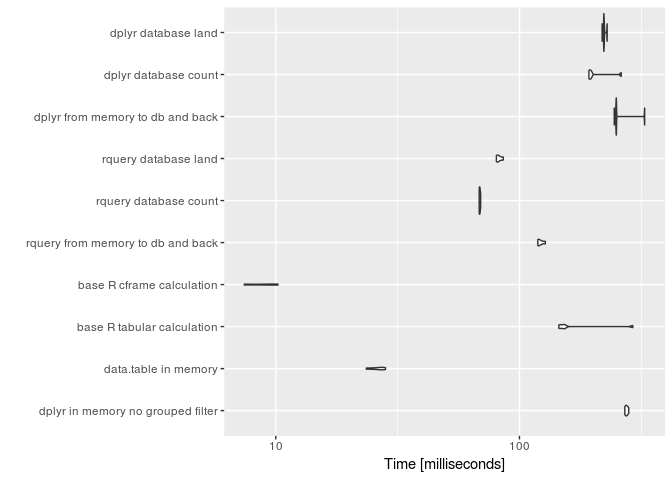 dplyr database land
dplyr database count
dplyr from memory to db and back
rquery database land
rquery database count
rquery from memory to db and back
base R cframe calculation
base R tabular calculation
data.table in memory
dplyr in memory no grouped filter
10 100
Time [milliseconds]